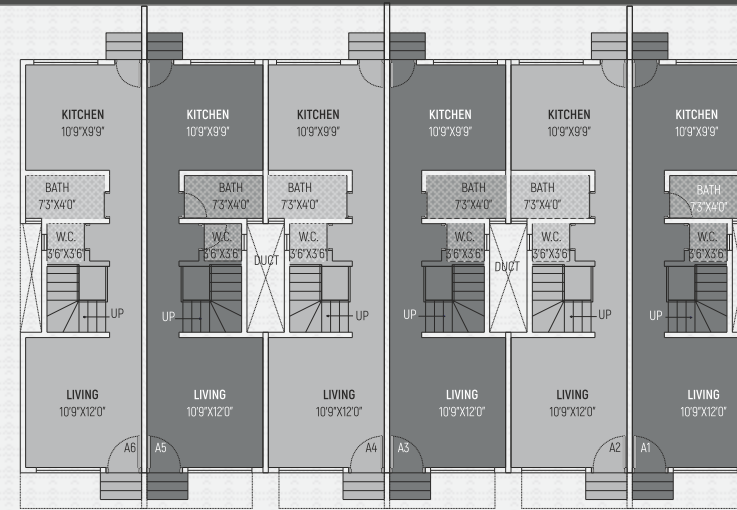 KITCHEN KITCHEN KITCHEN KITCHEN KITCHEN KITCHEN
10'9"X9'9" 10'9"X9'9" 10'9"X9'9" 10'9"X9'9" 10'9"X9'9" 10'9"X9'9"
BATH BATH BATH BATH BATH BATH
7'3"X4'0" 7'3"X4'0" 7'3"X4'0" 7'3"X4'0" 7'3"X4'0" 7'3"X4'0"
W.C. W.C. W.C. W.C. W.C. W.C.
3'6"X3'6" 3'6"X3'6" 3'6"X3'6" 3'6"X3'6" 3'6"X3'6" 3'6"X3'6"
DUCT DUCT
UP UP UP UP UP UP
LIVING LIVING LIVING LIVING LIVING LIVING
10'9"X12'0" 10'9"X12'0" 10'9"X12'0" 10'9"X12'0" 10'9"X12'0" 10'9"X12'0"
A6 A5 A4 A3 A2 A1